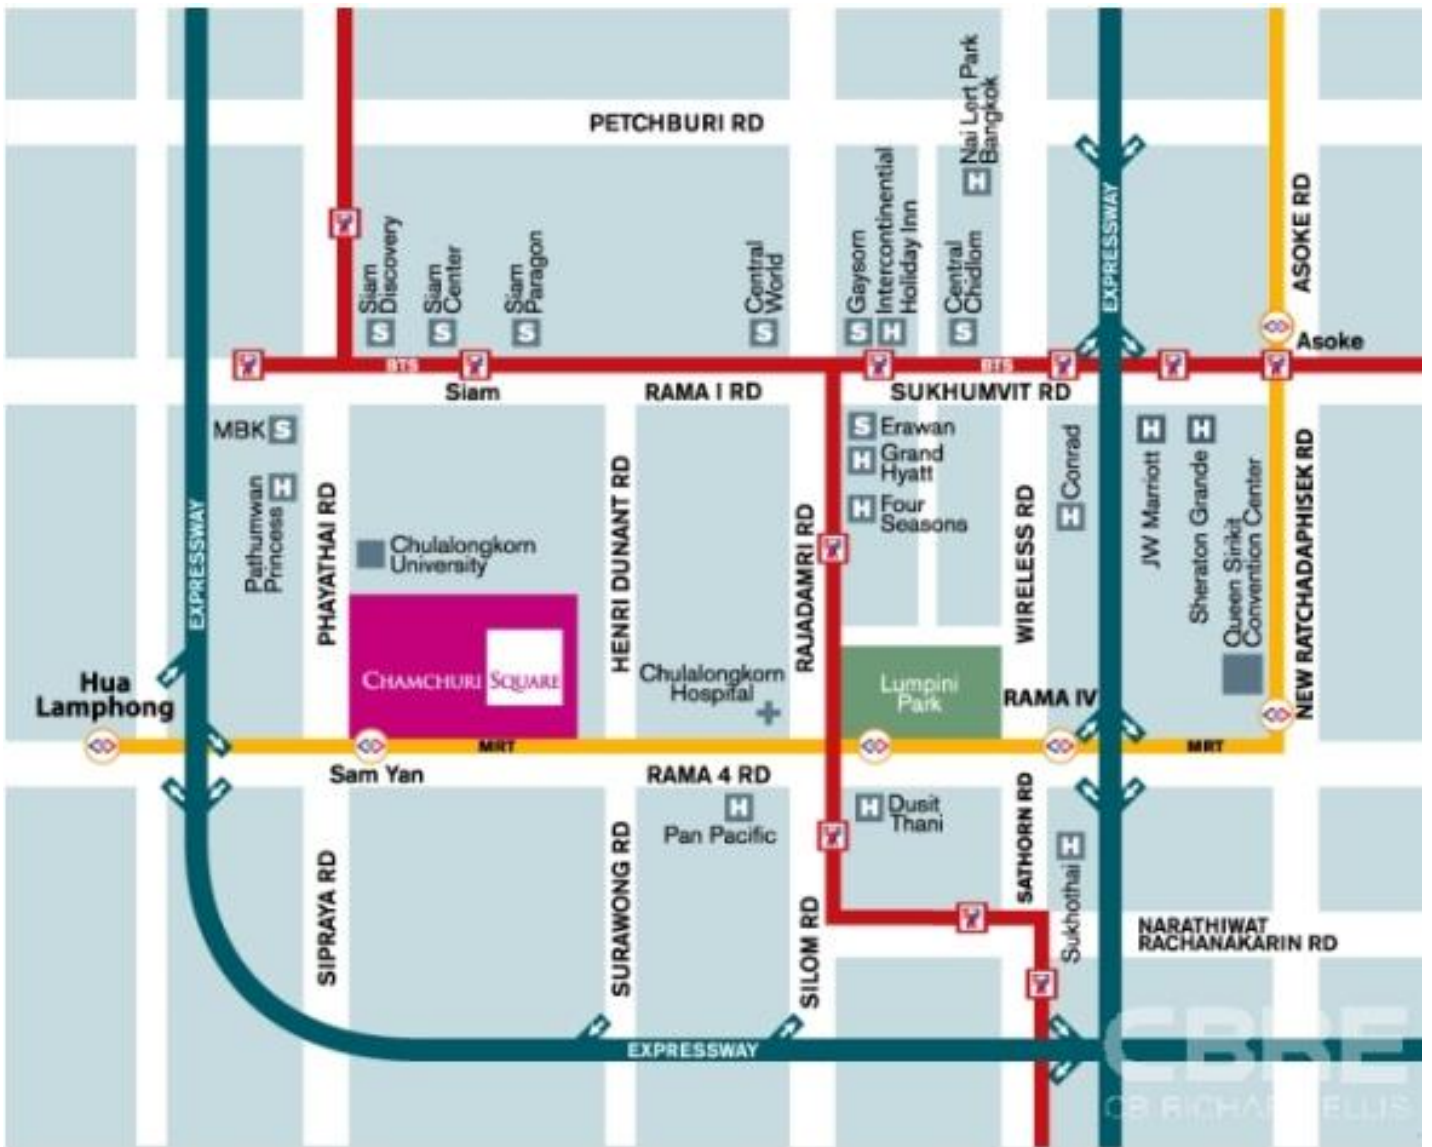 PETCHBURI RD
Nai Lert Park
Bangkok
EXPRESSWAY
ASOKE RD
Siam
Discovery
S
Siam
Center
S
Siam
Paragon
S
Central
World
S
Gaysorn
S
Intercontinental
Holiday Inn
H
Central
Chidlom
S
H
Asoke
BTS
BTS
Siam
RAMA I RD
SUKHUMVIT RD
MBK S
Pathumwan
Princess
H
PHAYATHAI RD
EXPRESSWAY
Chulalongkorn
University
HENRI DUNANT RD
RAJADAMRI RD
S Erawan
H Grand
Hyatt
H Four
Seasons
WIRELESS RD
Conrad
H
H
JW Marriott
H
Sheraton Grande
Queen Sirikit
Convention Center
NEW RATCHADAPHISEK RD
Hua
Lamphong
CHAMCHURI SQUARE
Chulalongkorn
Hospital
Lumpini
Park
RAMA IV
MRT
MRT
Sam Yan
RAMA 4 RD
H
Pan Pacific
H Dusit
Thani
SATHORN RD
H
Sukhothai
SIPRAYA RD
SURAWONG RD
SILOM RD
NARATHIWAT
RACHANAKARIN RD
EXPRESSWAY
CBRE
CB RICHARD ELLIS